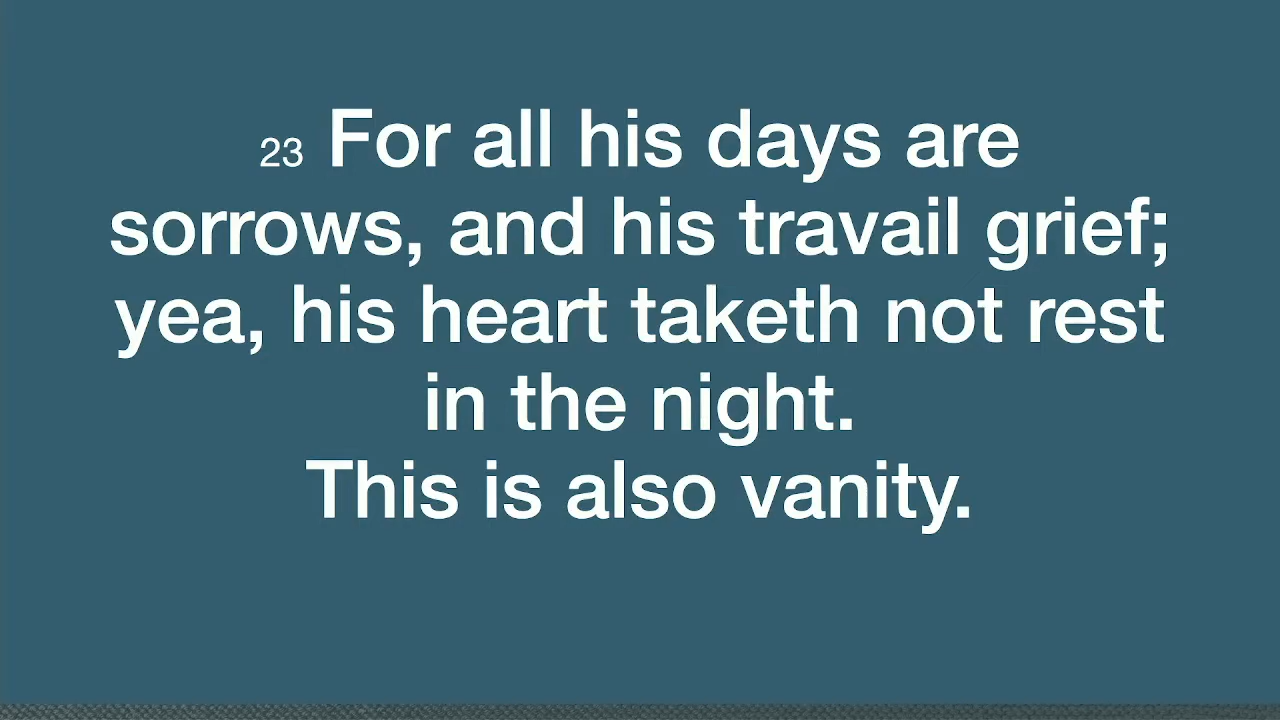 23 For all his days are
sorrows, and his travail grief;
yea, his heart taketh not rest
in the night.
This is also vanity.